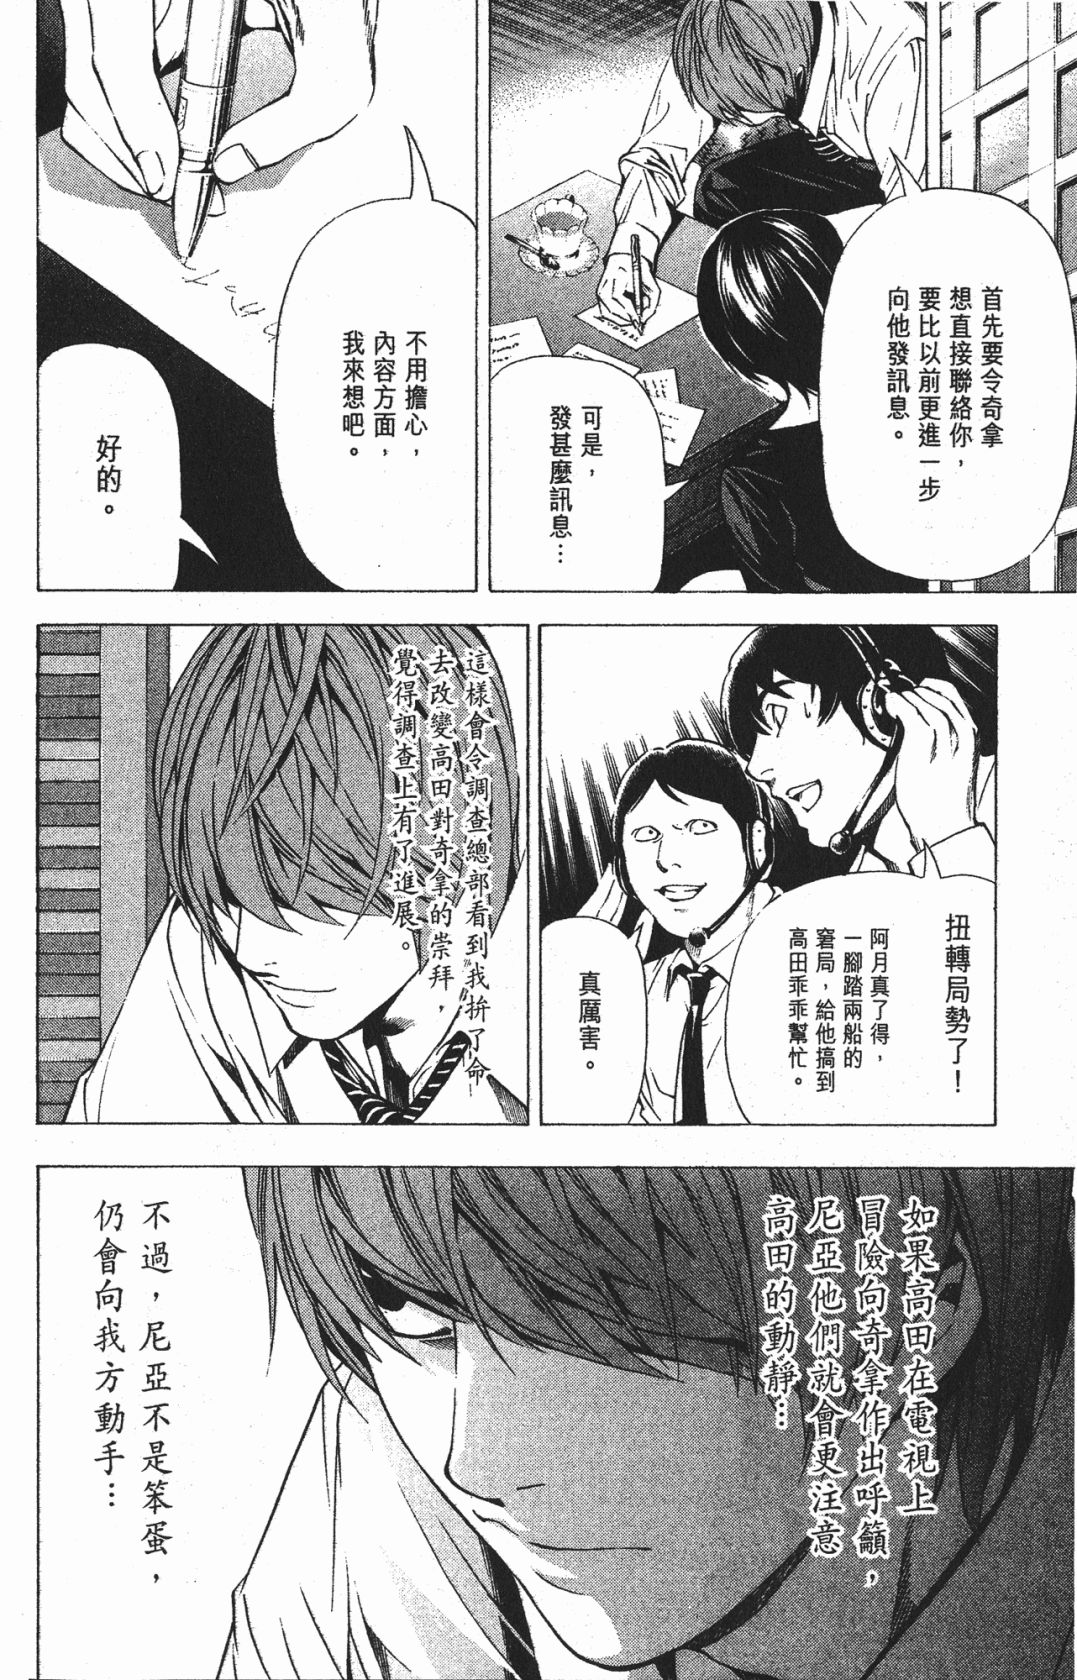 首先要令奇拿
想直接聯絡你，
要比以前更進一步
向他發訊息。
可是，
發甚麼訊息…
不用擔心，
內容方面，
我來想吧。
好的。
扭轉局勢了！
阿月真了得，
一腳踏兩船的
窘局，給他搞到
高田乖乖幫忙。
真厲害。
這樣會令調查總部看到我拚了命
去改變高田對奇拿的崇拜，
覺得調查上有了進展。
如果高田在電視上
冒險向奇拿作出呼籲，
尼亞他們就會更注意
高田的動靜…
不過，尼亞不是笨蛋，
仍會向我方動手…